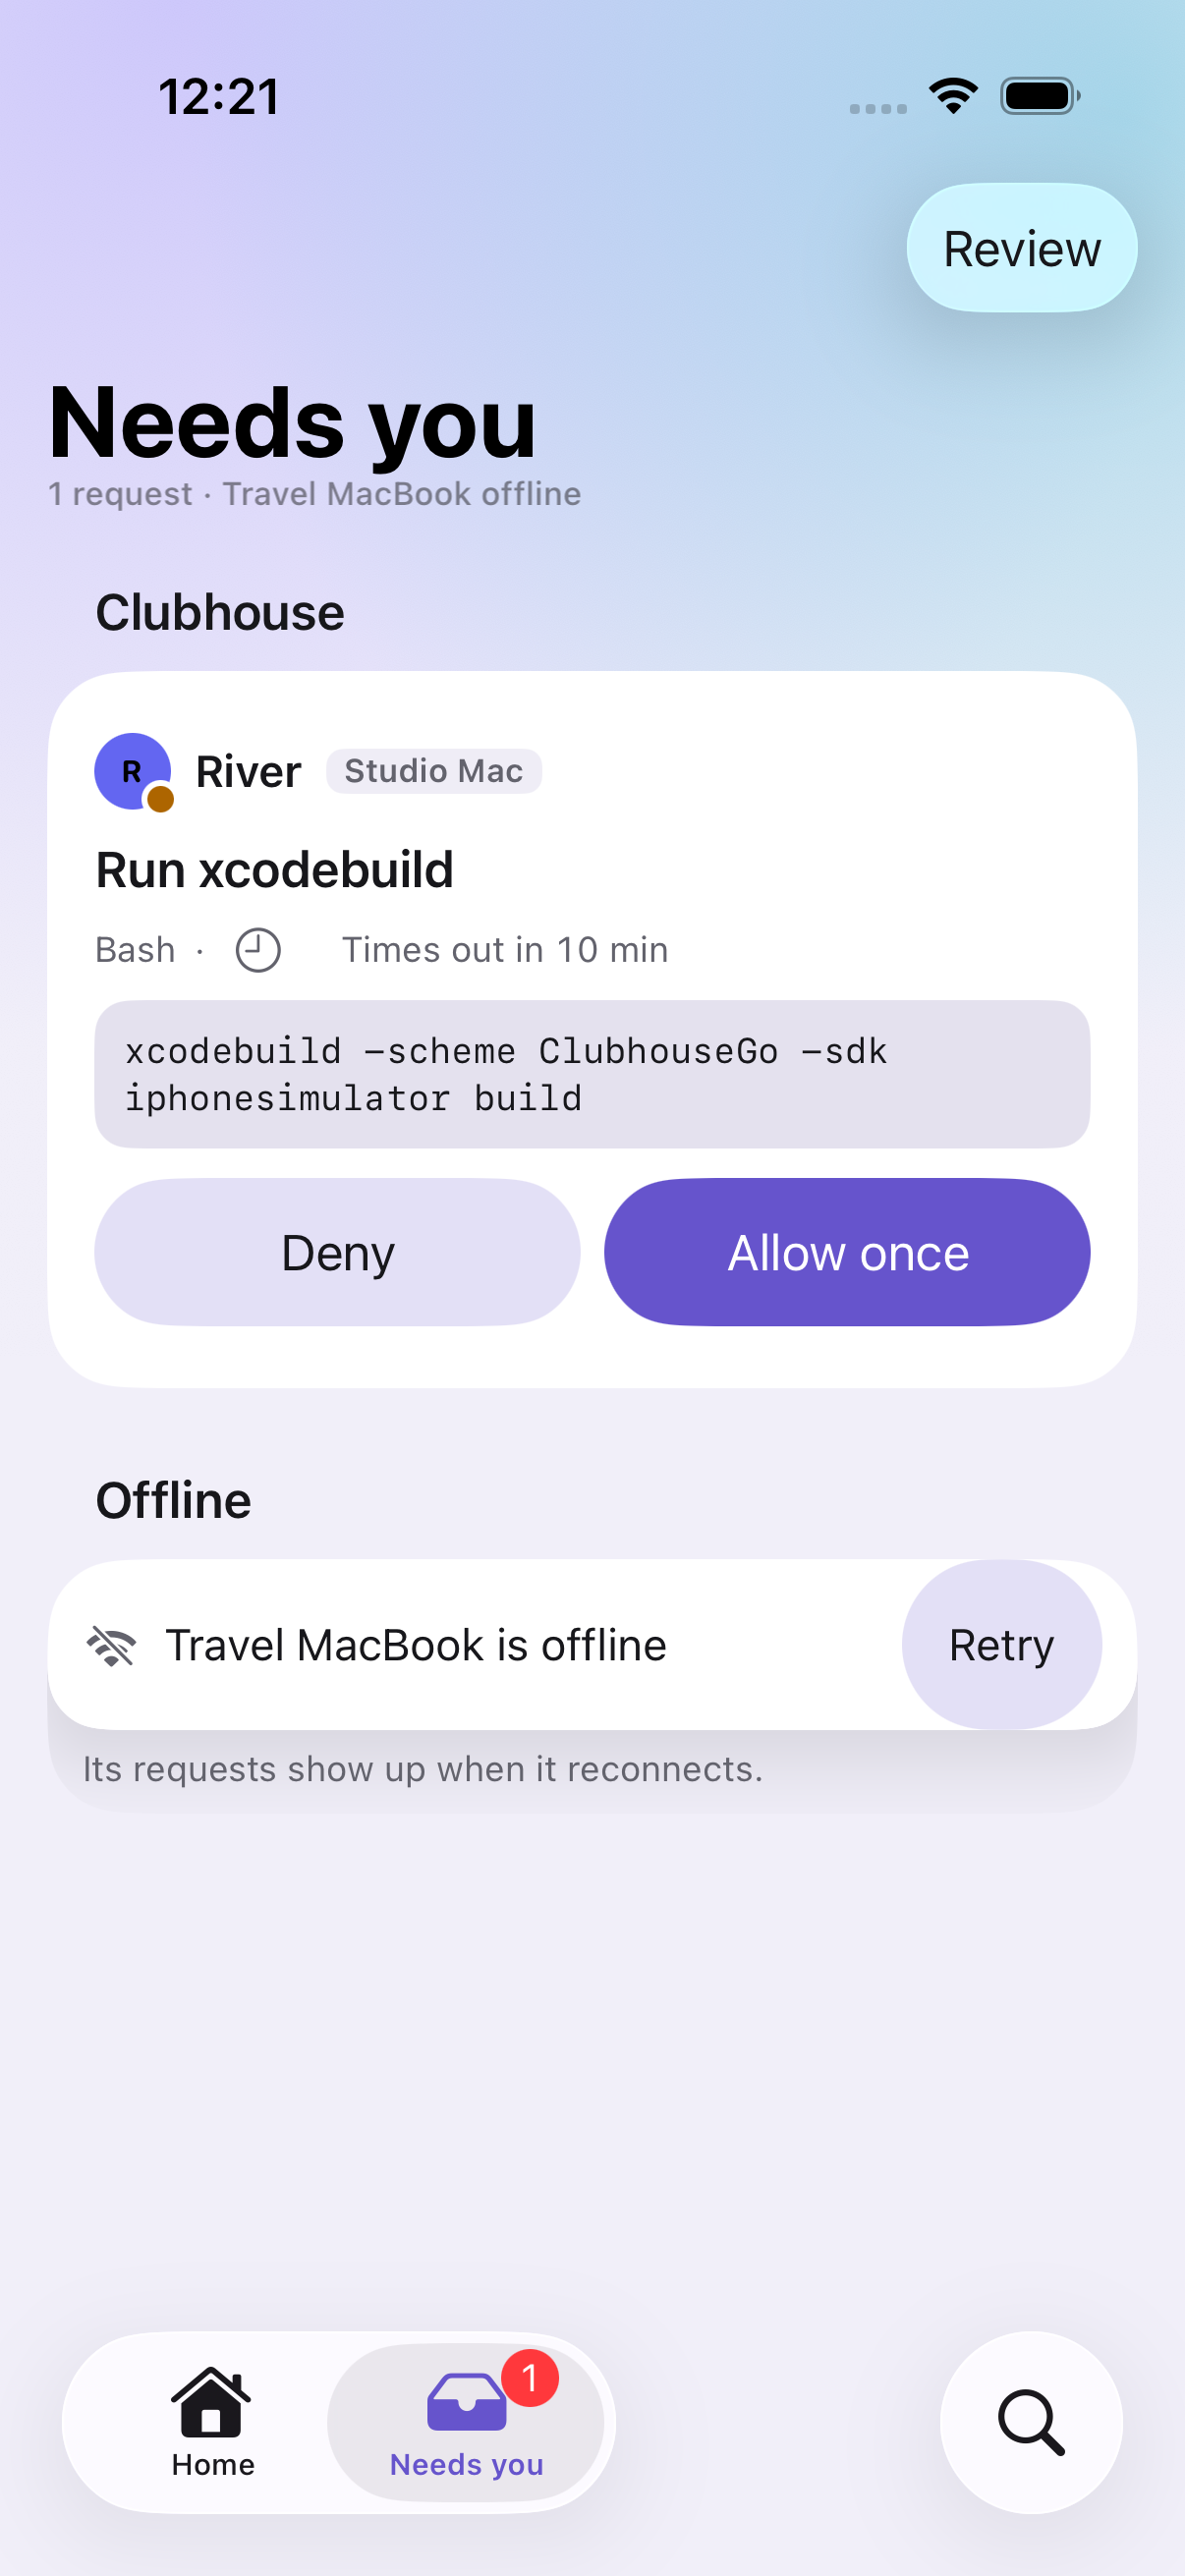 12:21
Review
Needs you
1 request · Travel MacBook offline
Clubhouse
R
River
Studio Mac
Run xcodebuild
Bash ·
Times out in 10 min
xcodebuild -scheme ClubhouseGo -sdk
iphonesimulator build
Deny
Allow once
Offline
Travel MacBook is offline
Retry
Its requests show up when it reconnects.
1
Home
Needs you